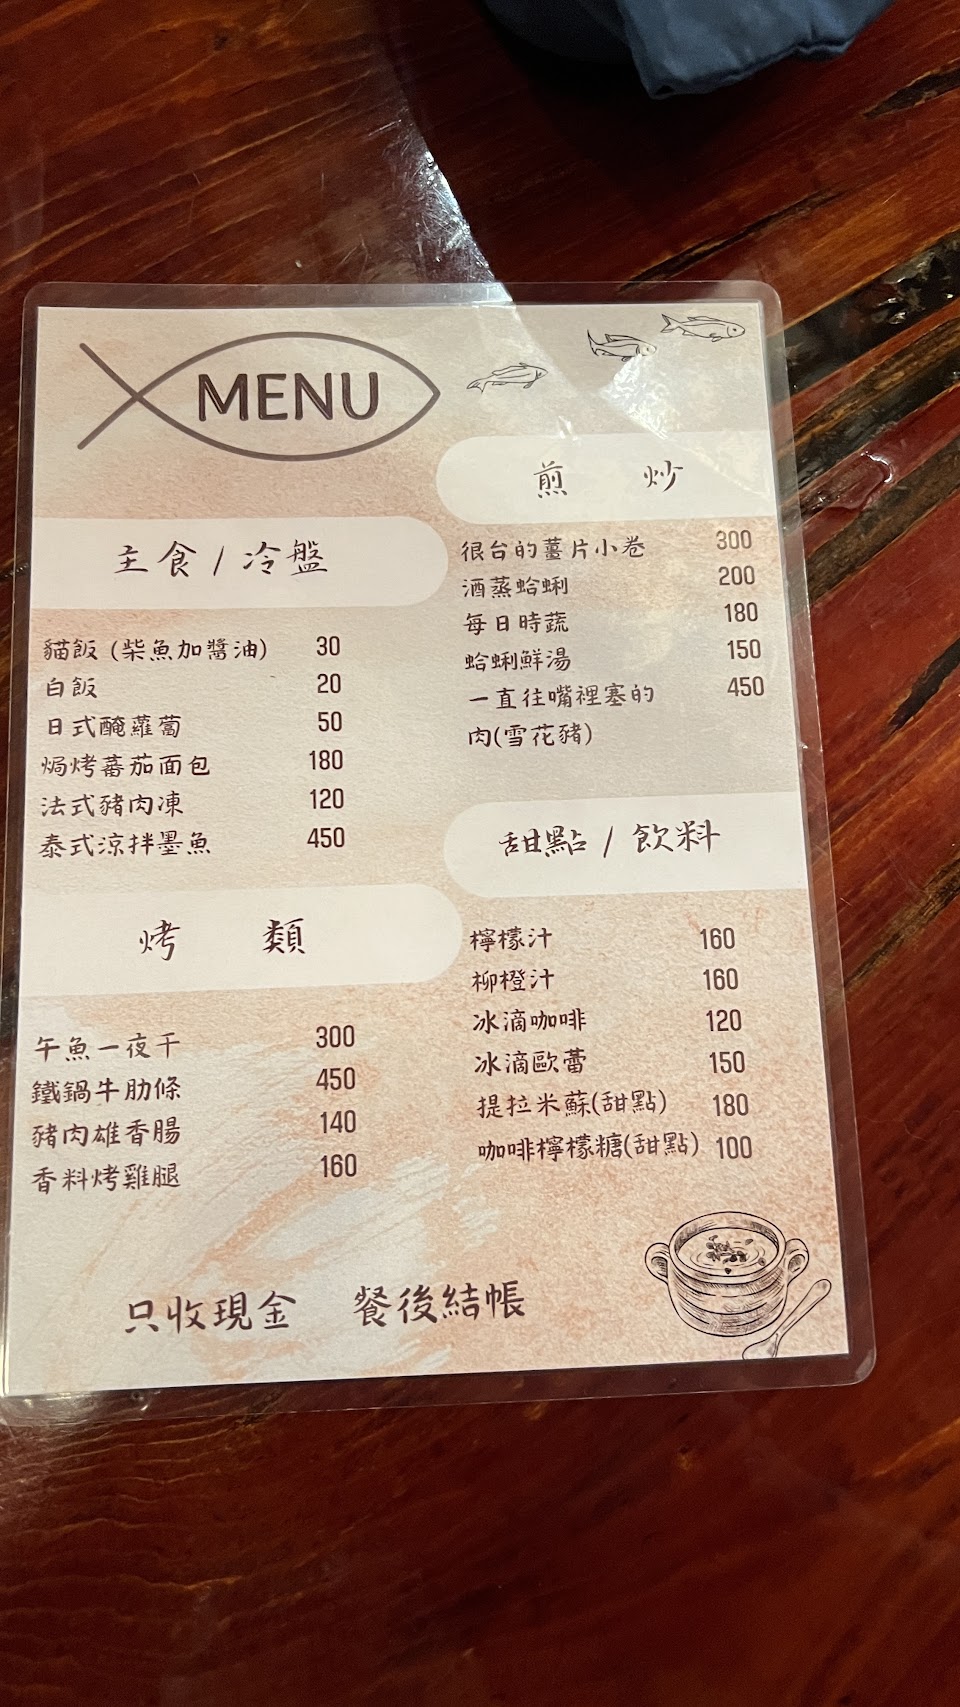 MENU
主食 / 冷盤
貓飯 (柴魚加醬油) 30
白飯 20
日式醃蘿蔔 50
焗烤蕃茄面包 180
法式豬肉凍 120
泰式涼拌墨魚 450
烤 類
午魚一夜干 300
鐵鍋牛肋條 450
豬肉雄香腸 140
香料烤雞腿 160
煎 炒
很台的薑片小卷 300
酒蒸蛤蜊 200
每日時蔬 180
蛤蜊鮮湯 150
一直往嘴裡塞的 450
肉(雪花豬)
甜點 / 飲料
檸檬汁 160
柳橙汁 160
冰滴咖啡 120
冰滴歐蕾 150
提拉米蘇(甜點) 180
咖啡檸檬糖(甜點) 100
只收現金 餐後結帳